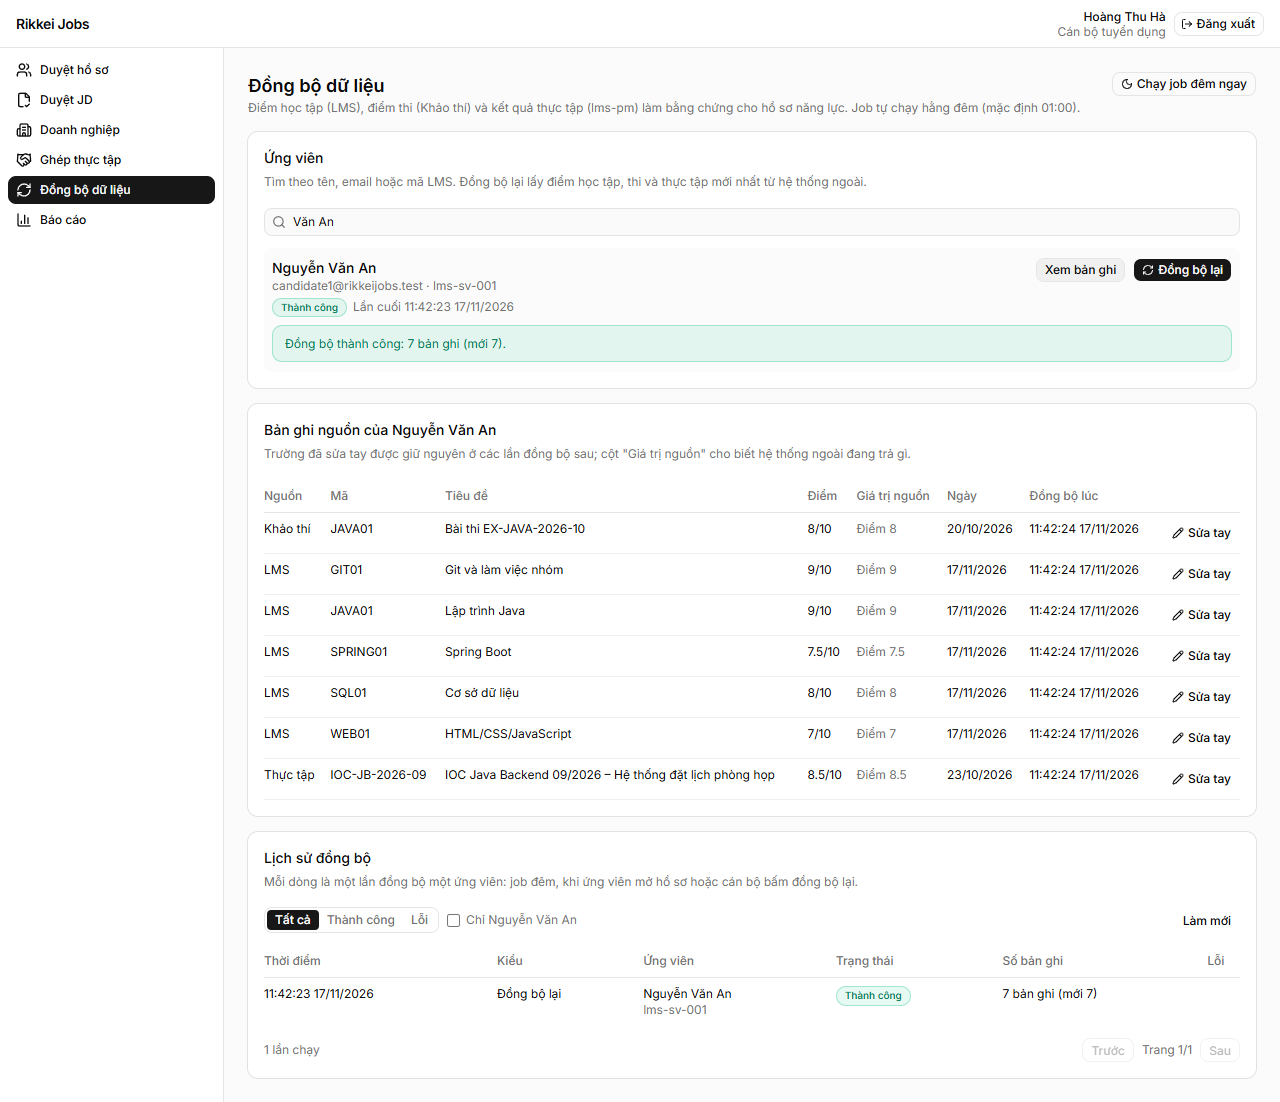 Rikkei Jobs
Hoàng Thu Hà
Cán bộ tuyển dụng
Đăng xuất
Duyệt hồ sơ
Duyệt JD
Doanh nghiệp
Ghép thực tập
Đồng bộ dữ liệu
Báo cáo
Đồng bộ dữ liệu
Chạy job đêm ngay
Điểm học tập (LMS), điểm thi (Khảo thí) và kết quả thực tập (lms-pm) làm bằng chứng cho hồ sơ năng lực. Job tự chạy hằng đêm (mặc định 01:00).
Ứng viên
Tìm theo tên, email hoặc mã LMS. Đồng bộ lại lấy điểm học tập, thi và thực tập mới nhất từ hệ thống ngoài.
Văn An
Nguyễn Văn An
Xem bản ghi
Đồng bộ lại
candidate1@rikkeijobs.test · lms-sv-001
Thành công Lần cuối 11:42:23 17/11/2026
Đồng bộ thành công: 7 bản ghi (mới 7).
Bản ghi nguồn của Nguyễn Văn An
Trường đã sửa tay được giữ nguyên ở các lần đồng bộ sau; cột "Giá trị nguồn" cho biết hệ thống ngoài đang trả gì.
Nguồn Mã Tiêu đề Điểm Giá trị nguồn Ngày Đồng bộ lúc
Khảo thí JAVA01 Bài thi EX-JAVA-2026-10 8/10 Điểm 8 20/10/2026 11:42:24 17/11/2026 Sửa tay
LMS GIT01 Git và làm việc nhóm 9/10 Điểm 9 17/11/2026 11:42:24 17/11/2026 Sửa tay
LMS JAVA01 Lập trình Java 9/10 Điểm 9 17/11/2026 11:42:24 17/11/2026 Sửa tay
LMS SPRING01 Spring Boot 7.5/10 Điểm 7.5 17/11/2026 11:42:24 17/11/2026 Sửa tay
LMS SQL01 Cơ sở dữ liệu 8/10 Điểm 8 17/11/2026 11:42:24 17/11/2026 Sửa tay
LMS WEB01 HTML/CSS/JavaScript 7/10 Điểm 7 17/11/2026 11:42:24 17/11/2026 Sửa tay
Thực tập IOC-JB-2026-09 IOC Java Backend 09/2026 – Hệ thống đặt lịch phòng họp 8.5/10 Điểm 8.5 23/10/2026 11:42:24 17/11/2026 Sửa tay
Lịch sử đồng bộ
Mỗi dòng là một lần đồng bộ một ứng viên: job đêm, khi ứng viên mở hồ sơ hoặc cán bộ bấm đồng bộ lại.
Tất cả Thành công Lỗi Chỉ Nguyễn Văn An Làm mới
Thời điểm Kiểu Ứng viên Trạng thái Số bản ghi Lỗi
11:42:23 17/11/2026 Đồng bộ lại Nguyễn Văn An Thành công 7 bản ghi (mới 7)
lms-sv-001
1 lần chạy Trước Trang 1/1 Sau